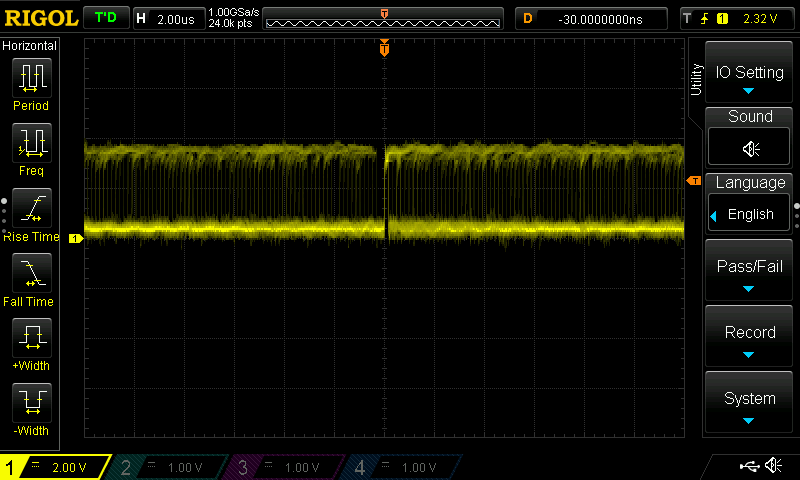 RIGOL T'D H 2.00us 1.00GSa/s 24.0k pts T D -30.0000000ns T 1 2.32 V
Horizontal
Period
Freq
Rise Time
Fall Time
+Width
-Width
T
T
1
Utility
IO Setting
Sound
Language
English
Pass/Fail
Record
System
1 2.00 V 2 1.00 V 3 1.00 V 4 1.00 V